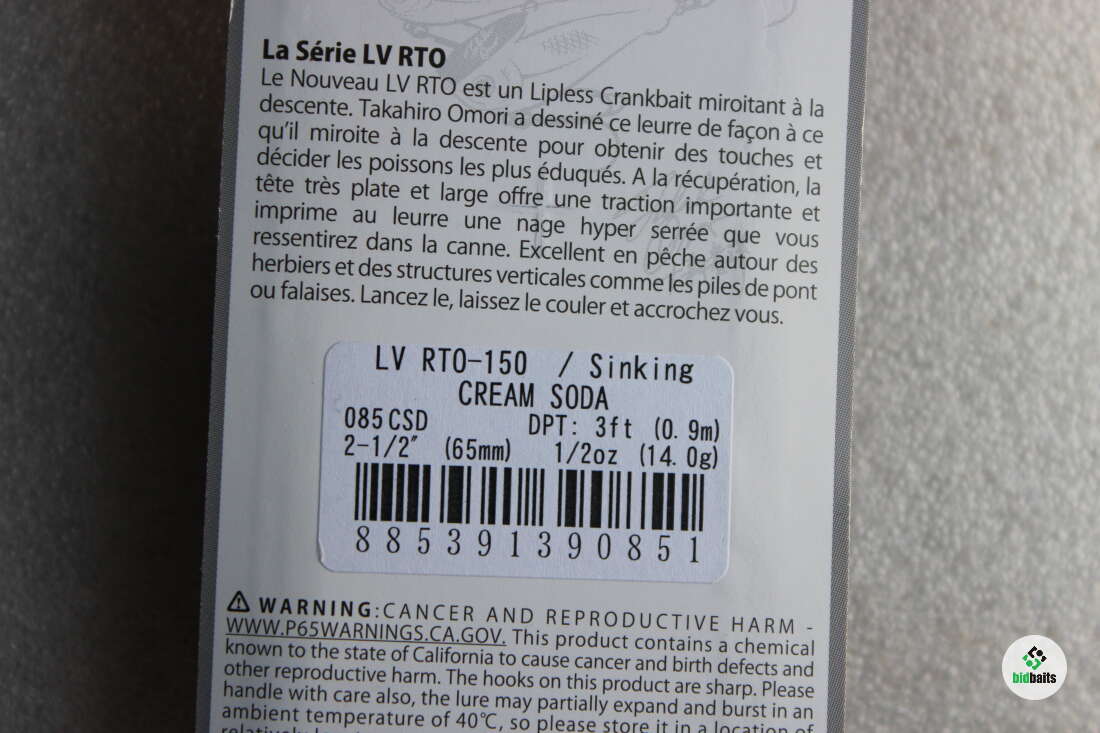 La Série LV RTO
Le Nouveau LV RTO est un Lipless Crankbait miroitant à la
descente. Takahiro Omori a dessiné ce leurre de façon à ce
qu'il miroite à la descente pour obtenir des touches et
décider les poissons les plus éduqués. A la récupération, la
tête très plate et large offre une traction importante et
imprime au leurre une nage hyper serrée que vous
ressentirez dans la canne. Excellent en pêche autour des
herbiers et des structures verticales comme les piles de pont
ou falaises. Lancez le, laissez le couler et accrochez vous.
LV RTO-150 / Sinking
CREAM SODA
085CSD DPT: 3ft (0.9m)
2-1/2″ (65mm) 1/2oz (14.0g)
885391390851
⚠ WARNING:CANCER AND REPRODUCTIVE HARM -
WWW.P65WARNINGS.CA.GOV. This product contains a chemical
known to the state of California to cause cancer and birth defects and
other reproductive harm. The hooks on this product are sharp. Please
handle with care also, the lure may partially expand and burst in an
ambient temperature of 40℃, so please store it in a location of
bidbaits